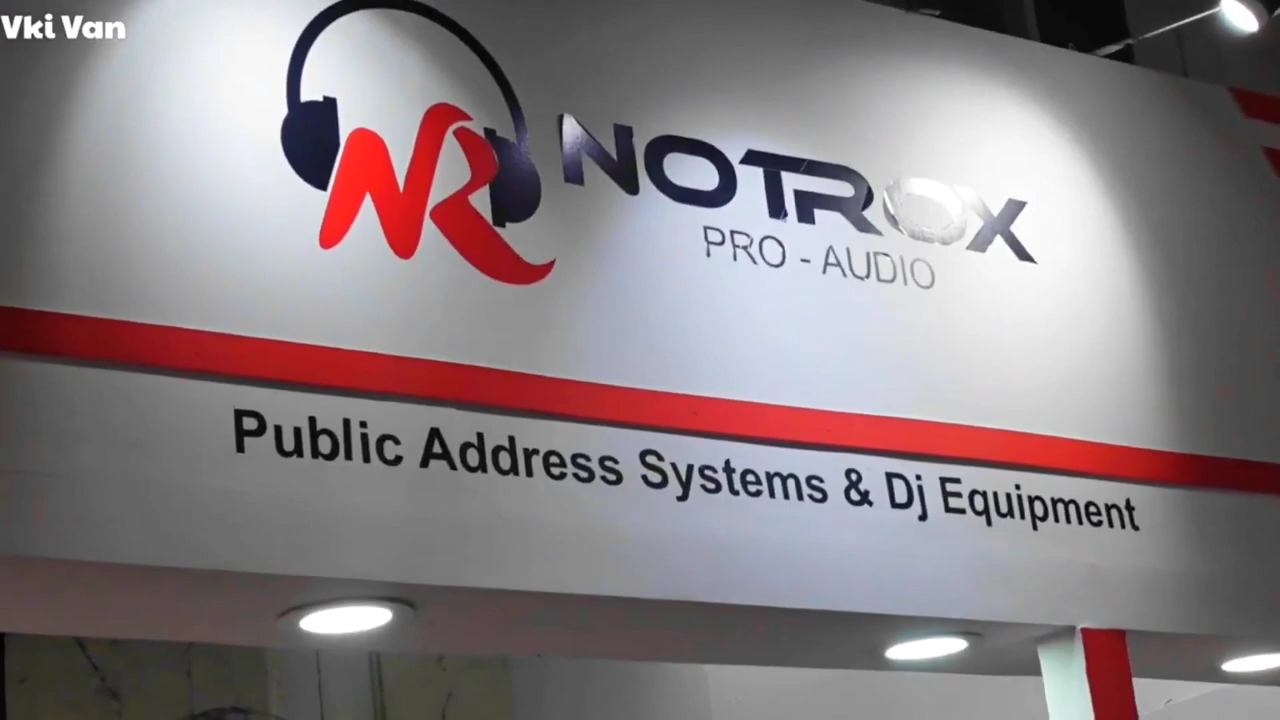 Vki Van
NR NOTROX
PRO - AUDIO
Public Address Systems & Dj Equipment